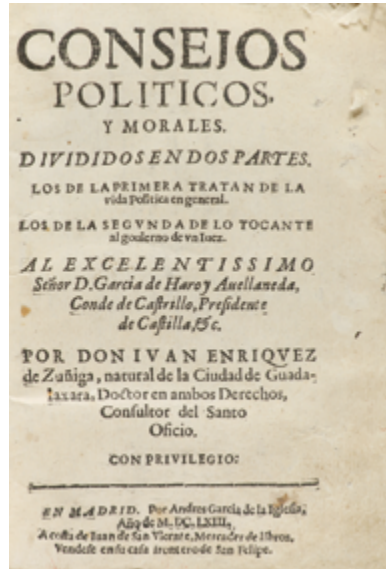 CONSEJOS
POLITICOS,
Y MORALES.
DIVIDIDOS EN DOS PARTES.
LOS DE LA PRIMERA TRATAN DE LA
vida Politica en general.
LOS DE LA SEGVNDA DE LO TOCANTE
al gouierno de vn Iuez.
AL EXCELENTISSIMO
Señor D. Garcia de Haro y Auellaneda,
Conde de Castrillo, Presidente
de Castilla, &c.
POR DON IVAN ENRIQVEZ
de Zuñiga, natural de la Ciudad de Guada-
laxara, Doctor en ambos Derechos,
Consultor del Santo
Oficio.
CON PRIVILEGIO:
EN MADRID. Por Andres Garcia de la Iglesia,
Año de M.DC.LXIII.
A costa de Iuan de San Vicente, Mercader de libros,
Vendese en su casa frontero de San Felipe.